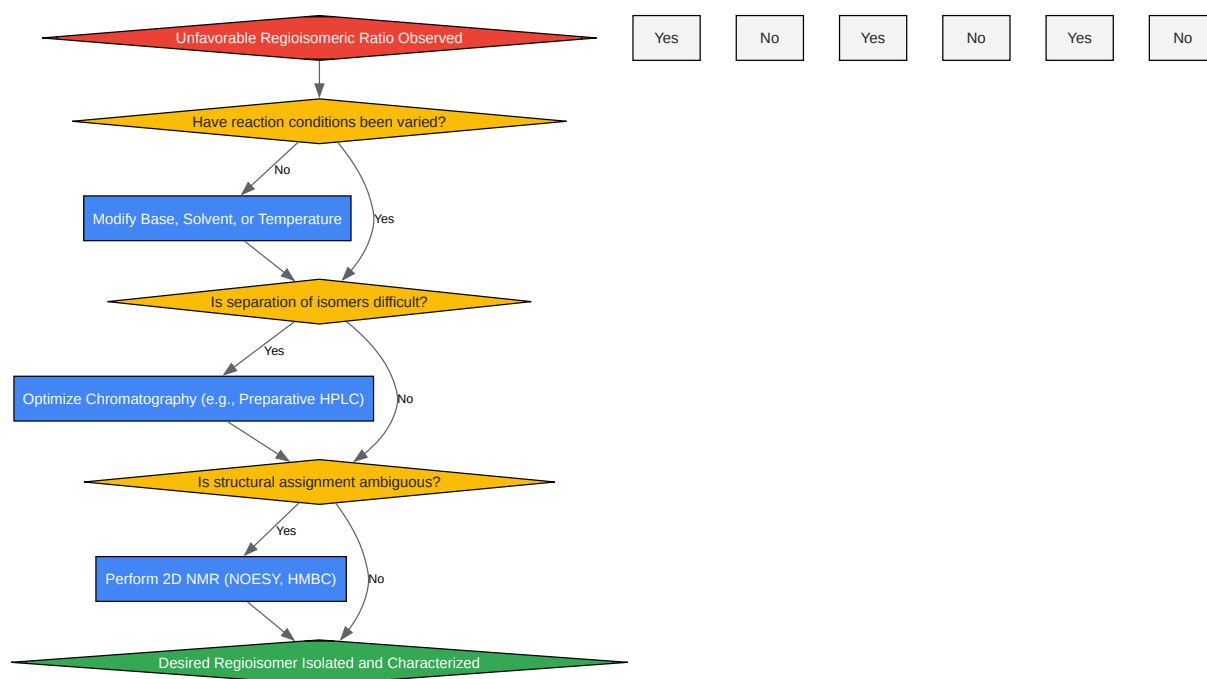 Unfavorable Regioisomeric Ratio Observed
Yes
No
Yes
No
Yes
No
Have reaction conditions been varied?
No
Modify Base, Solvent, or Temperature
Yes
Is separation of isomers difficult?
Yes
Optimize Chromatography (e.g., Preparative HPLC)
No
Is structural assignment ambiguous?
Yes
Perform 2D NMR (NOESY, HMBC)
No
Desired Regioisomer Isolated and Characterized